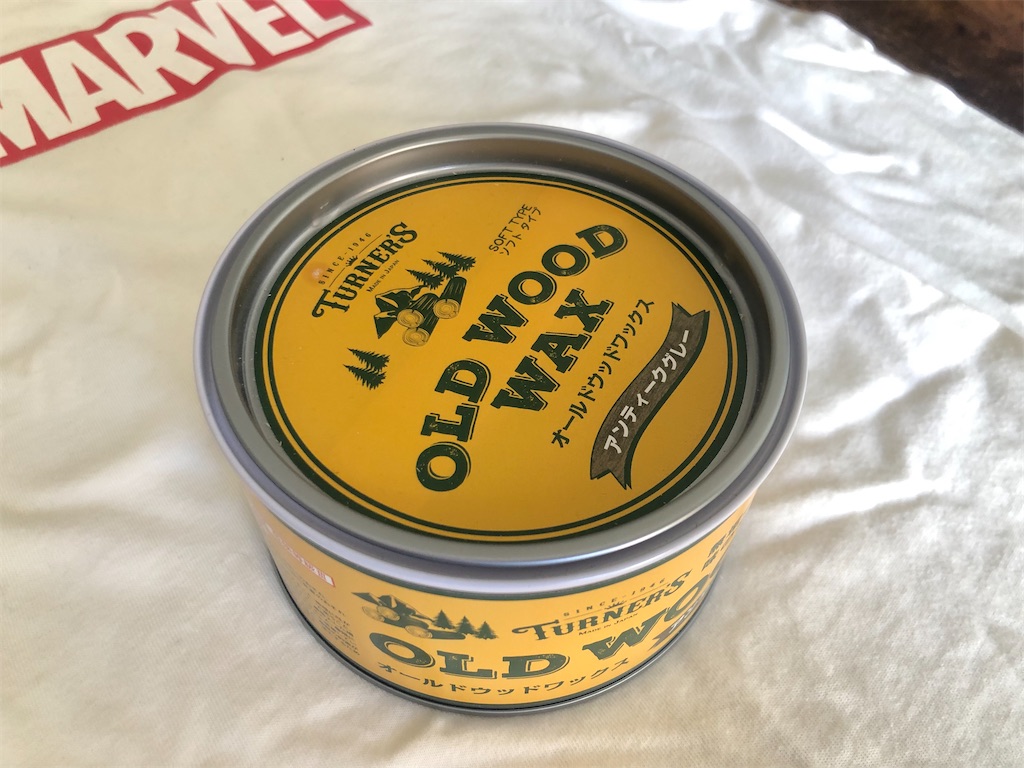 MARVEL
SINCE·1946
TURNER'S
MADE IN JAPAN
SOFT TYPE
ソフト タイプ
OLD WOOD
WAX
オールドウッドワックス
アンティークグレー
SINCE·1946
TURNER'S
MADE IN JAPAN
OLD WO
オールドウッドワックス